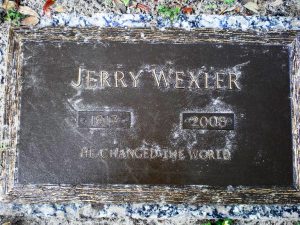 JERRY WEXLER
1917 2008
HE CHANGED THE WORLD